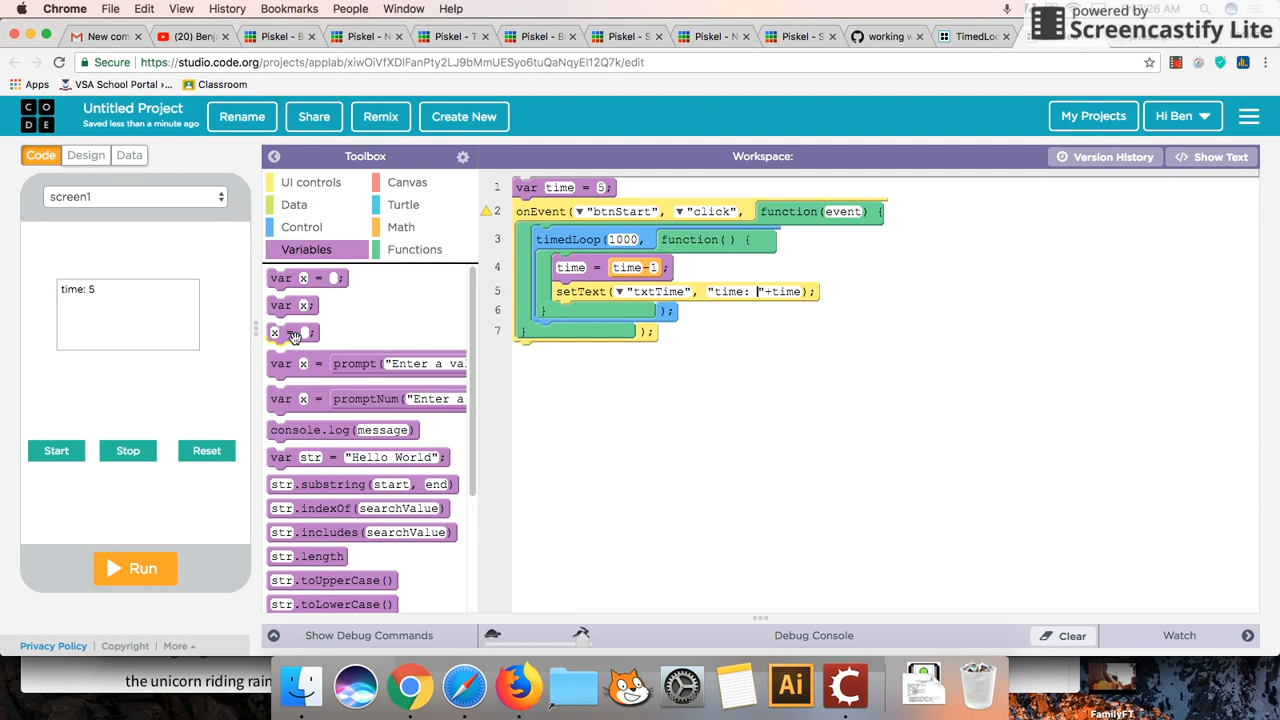 Chrome File Edit View History Bookmarks People Window Help
26 AM
powered by
Screencastify Lite
New com
(20) Benj
Piskel - B
Piskel - T
Piskel - B
Piskel - S
Piskel - N
Piskel - S
working w
TimedLoo
Secure https://studio.code.org/projects/applab/xiwOiVfXDlFanPty2LJ9bMmUESyo6tuQaNqyEl12Q7k/edit
Apps VSA School Portal >... Classroom
CODE
Untitled Project
Saved less than a minute ago
Rename Share Remix Create New My Projects Hi Ben
Code Design Data
Toolbox
Workspace:
Version History
</> Show Text
screen1
UI controls
Canvas
Data
Turtle
Control
Math
Variables
Functions
var x = ;
var x;
x = ;
var x = prompt("Enter a val
var x = promptNum("Enter a
console.log(message)
var str = "Hello World";
str.substring(start, end)
str.indexOf(searchValue)
str.includes(searchValue)
str.length
str.toUpperCase()
str.toLowerCase()
1 var time = 5;
2 onEvent("btnStart", "click", function(event) {
3 timedLoop(1000, function() {
4 time = time-1;
5 setText("txtTime", "time: "+time);
6 });
7 });
time: 5
Start Stop Reset
Run
Show Debug Commands
Debug Console
Clear
Watch
Privacy Policy | Copyright | More
the unicorn riding rain
Ai
FamilyFT